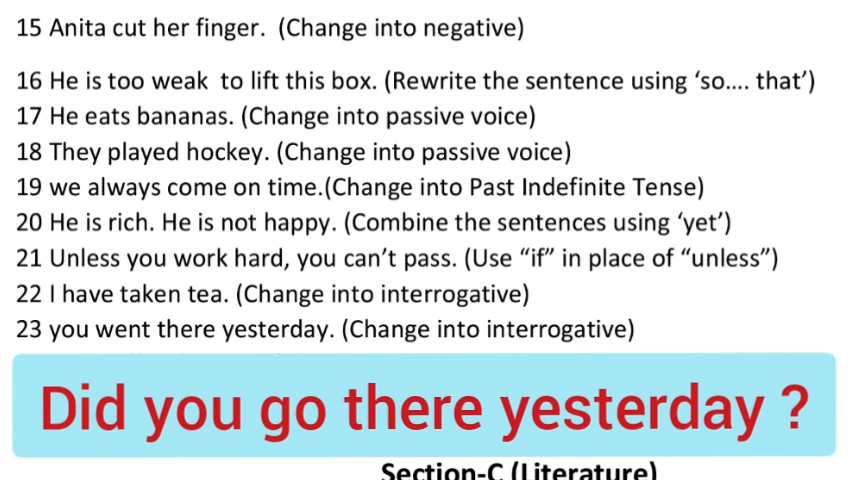 15 Anita cut her finger.  (Change into negative)
16 He is too weak  to lift this box. (Rewrite the sentence using ‘so.... that’)
17 He eats bananas. (Change into passive voice)
18 They played hockey. (Change into passive voice)
19 we always come on time.(Change into Past Indefinite Tense)
20 He is rich. He is not happy. (Combine the sentences using ‘yet’)
21 Unless you work hard, you can’t pass. (Use “if” in place of “unless”)
22 I have taken tea. (Change into interrogative)
23 you went there yesterday. (Change into interrogative)
Did you go there yesterday ?
Section-C (Literature)